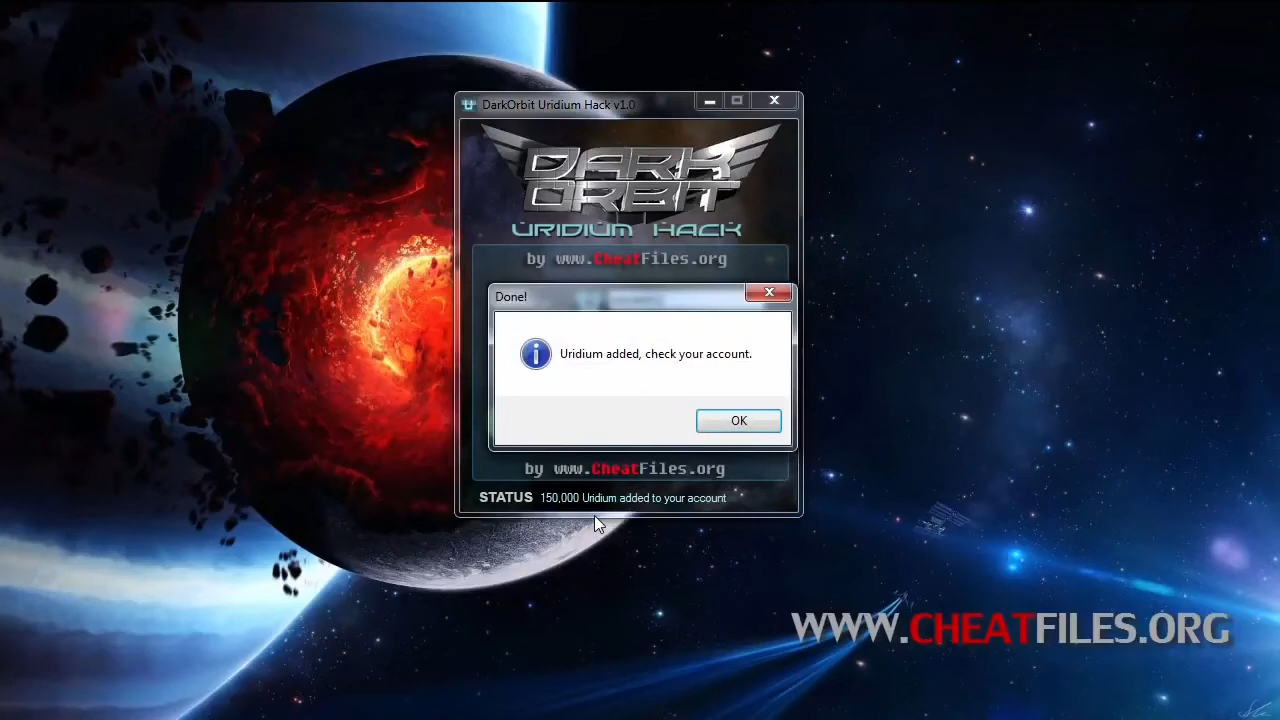 DarkOrbit Uridium Hack v1.0
DARK
ORBIT
URIDIUM HACK
by www.CheatFiles.org
Done!
Uridium added, check your account.
OK
by www.CheatFiles.org
STATUS 150,000 Uridium added to your account
WWW.CHEATFILES.ORG